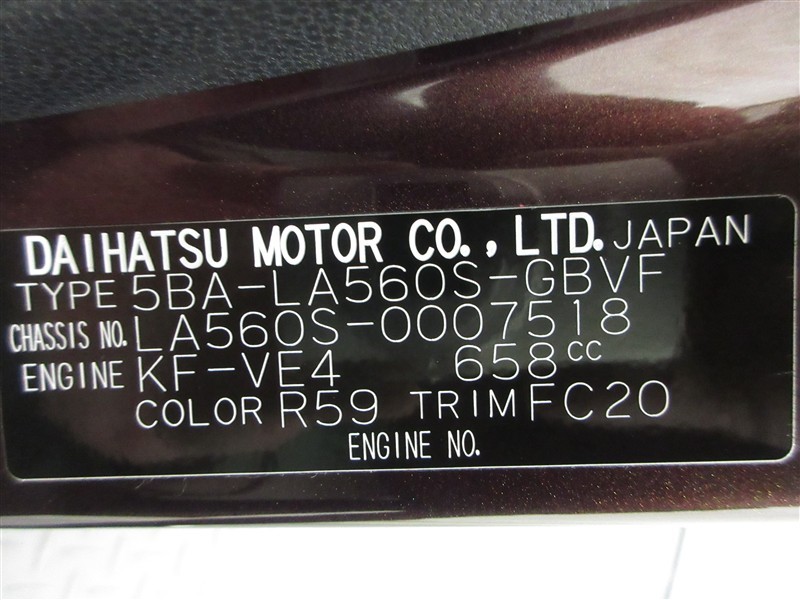 DAIHATSU MOTOR CO., LTD. JAPAN
TYPE 5BA-LA560S-GBVF
CHASSIS NO. LA560S-0007518
ENGINE KF-VE4 658cc
COLOR R59 TRIM FC20
ENGINE NO.